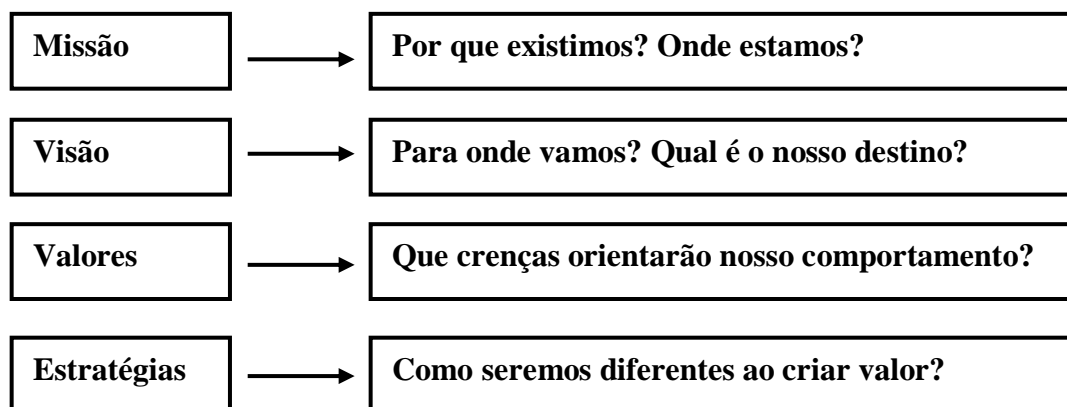 Missão
Por que existimos? Onde estamos?
Visão
Para onde vamos? Qual é o nosso destino?
Valores
Que crenças orientarão nosso comportamento?
Estratégias
Como seremos diferentes ao criar valor?